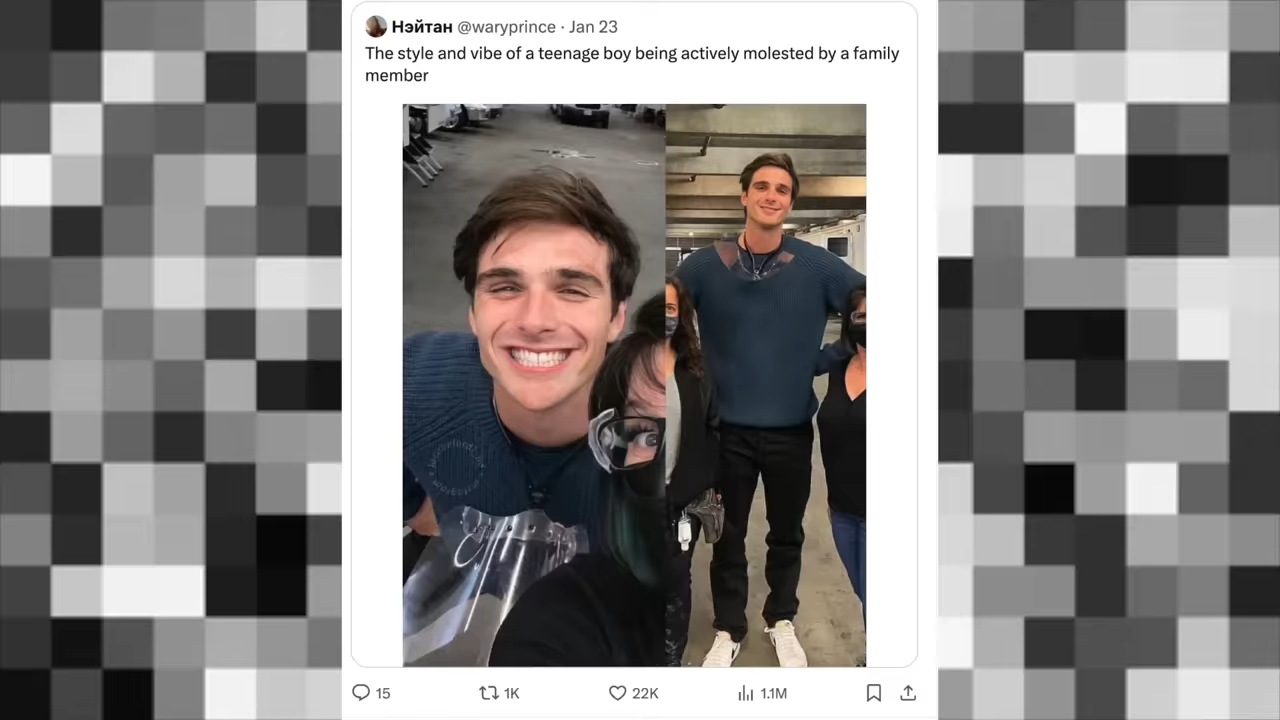 Нэйтан @waryprince · Jan 23
The style and vibe of a teenage boy being actively molested by a family
member
15 1K 22K 1.1M